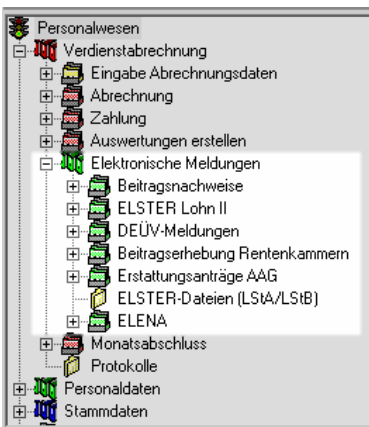 Personalwesen
Verdienstabrechnung
Eingabe Abrechnungsdaten
Abrechnung
Zahlung
Auswertungen erstellen
Elektronische Meldungen
Beitragsnachweise
ELSTER Lohn II
DEÜV-Meldungen
Beitragserhebung Rentenkammern
Erstattungsanträge AAG
ELSTER-Dateien (LStA/LStB)
ELENA
Monatsabschluss
Protokolle
Personaldaten
Stammdaten